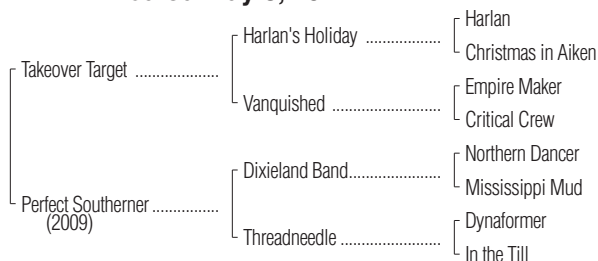 Harlan
Harlan's Holiday ..................
Christmas in Aiken
Takeover Target ....................
Empire Maker
Vanquished ..........................
Critical Crew
Northern Dancer
Dixieland Band......................
Mississippi Mud
Perfect Southerner ................
(2009)
Dynaformer
Threadneedle ........................
In the Till